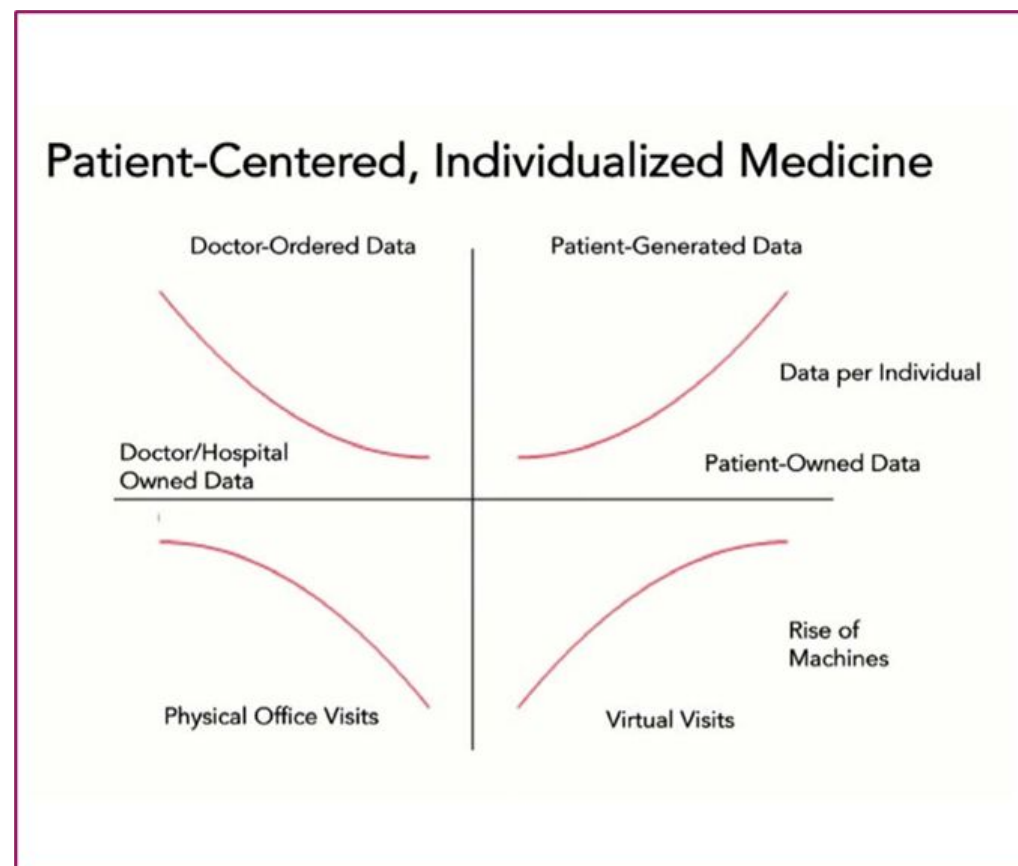 Patient-Centered, Individualized Medicine
Doctor-Ordered Data
Patient-Generated Data
Data per Individual
Doctor/Hospital
Owned Data
Patient-Owned Data
Rise of
Machines
Physical Office Visits
Virtual Visits